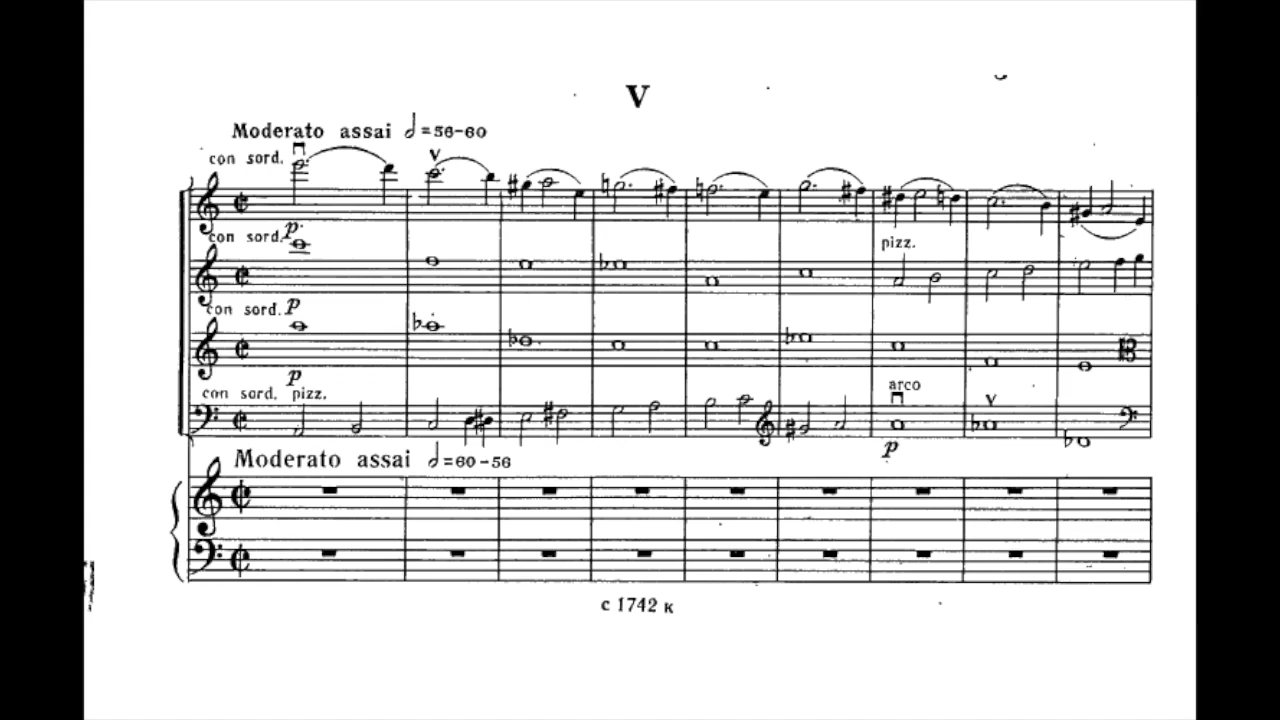 V
Moderato assai 𝅗𝅥 = 56-60
con sord.
p
con sord.
pizz.
p
con sord.
p
con sord. pizz.
arco
V
p
Moderato assai 𝅗𝅥 = 60-56
с 1742 к